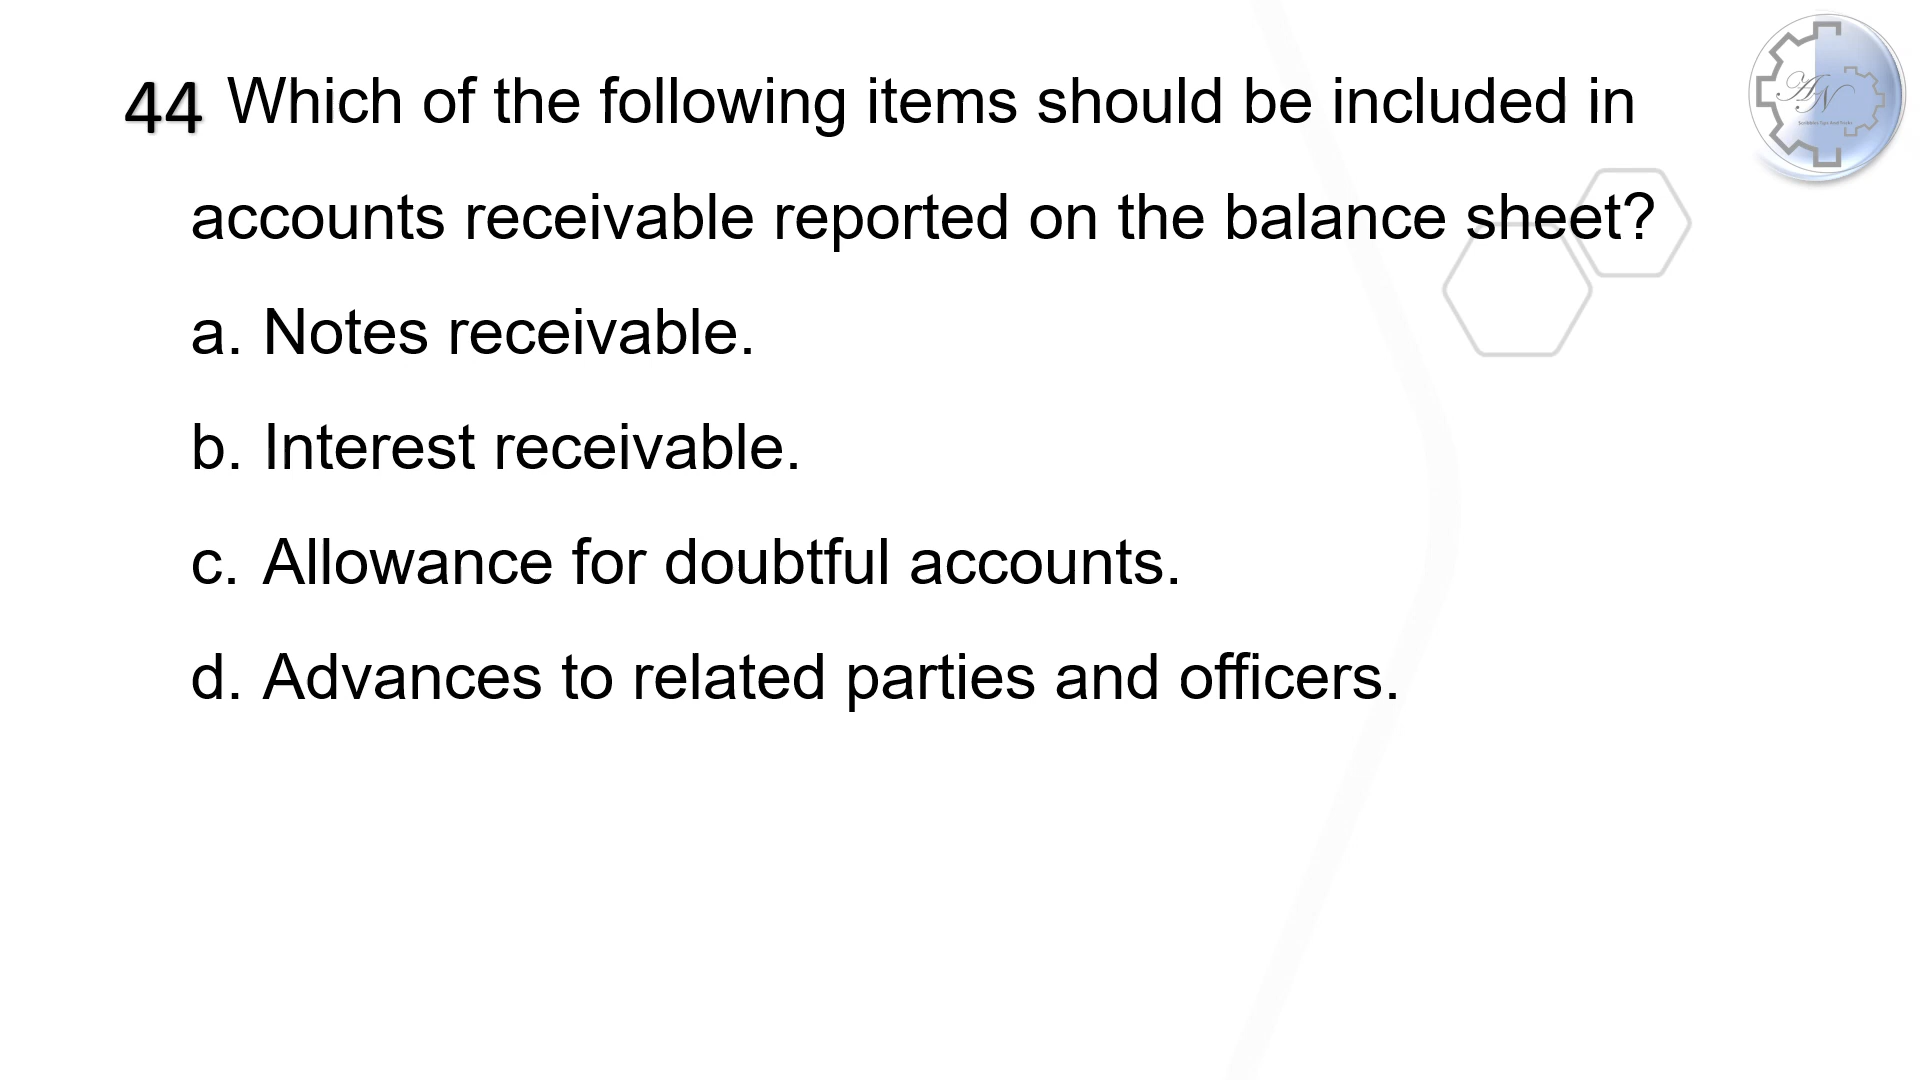 44 Which of the following items should be included in
accounts receivable reported on the balance sheet?
a. Notes receivable.
b. Interest receivable.
c. Allowance for doubtful accounts.
d. Advances to related parties and officers.
AN